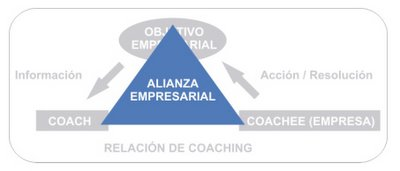 OBJETIVO
EMPRESARIAL
Información
Acción / Resolución
ALIANZA
EMPRESARIAL
COACH
COACHEE (EMPRESA)
RELACIÓN DE COACHING